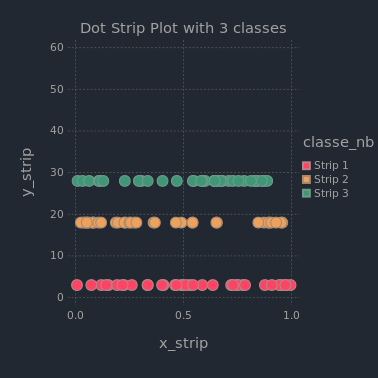 Dot Strip Plot with 3 classes
60
50
40
30
20
10
0
y_strip
0.0
0.5
1.0
x_strip
classe_nb
Strip 1
Strip 2
Strip 3